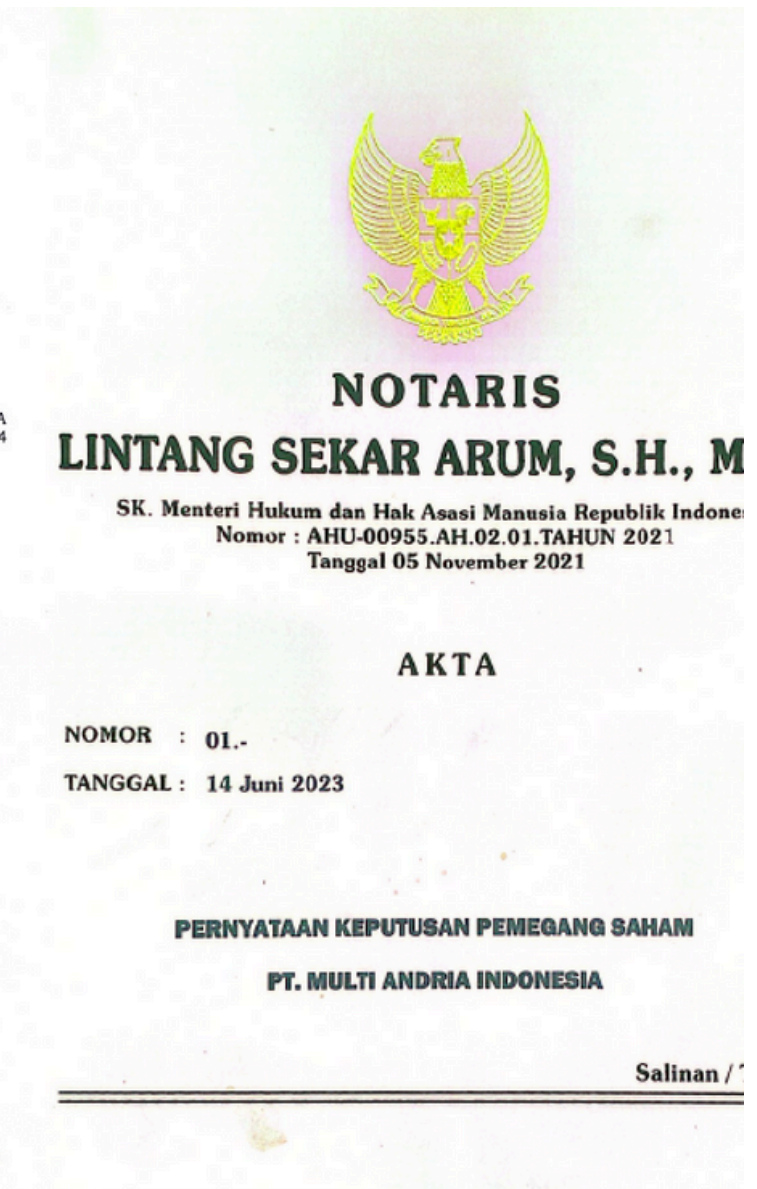 NOTARIS
LINTANG SEKAR ARUM, S.H., M
SK. Menteri Hukum dan Hak Asasi Manusia Republik Indone
Nomor : AHU-00955.AH.02.01.TAHUN 2021
Tanggal 05 November 2021
A
4
AKTA
NOMOR : 01.-
TANGGAL : 14 Juni 2023
PERNYATAAN KEPUTUSAN PEMEGANG SAHAM
PT. MULTI ANDRIA INDONESIA
Salinan /